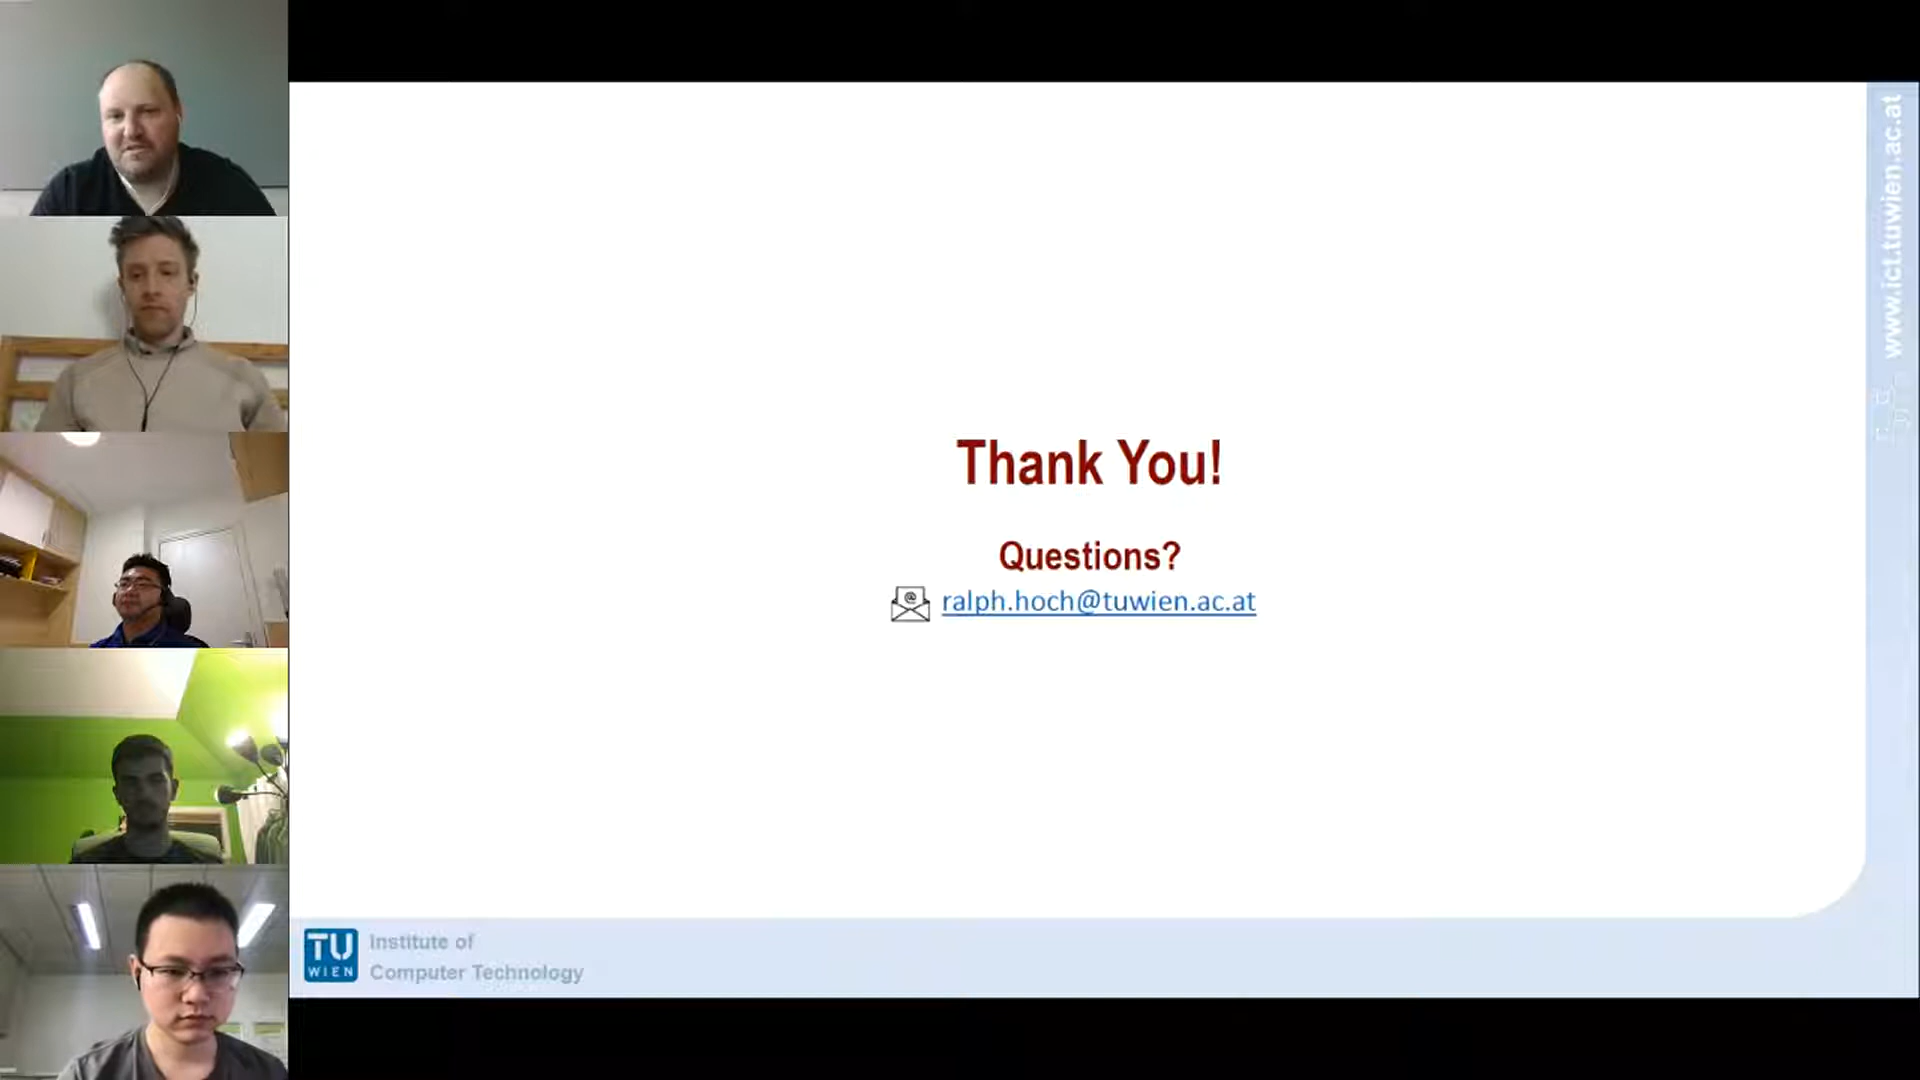 Thank You!
Questions?
@
ralph.hoch@tuwien.ac.at
www.ict.tuwien.ac.at
TU
WIEN
Institute of
Computer Technology